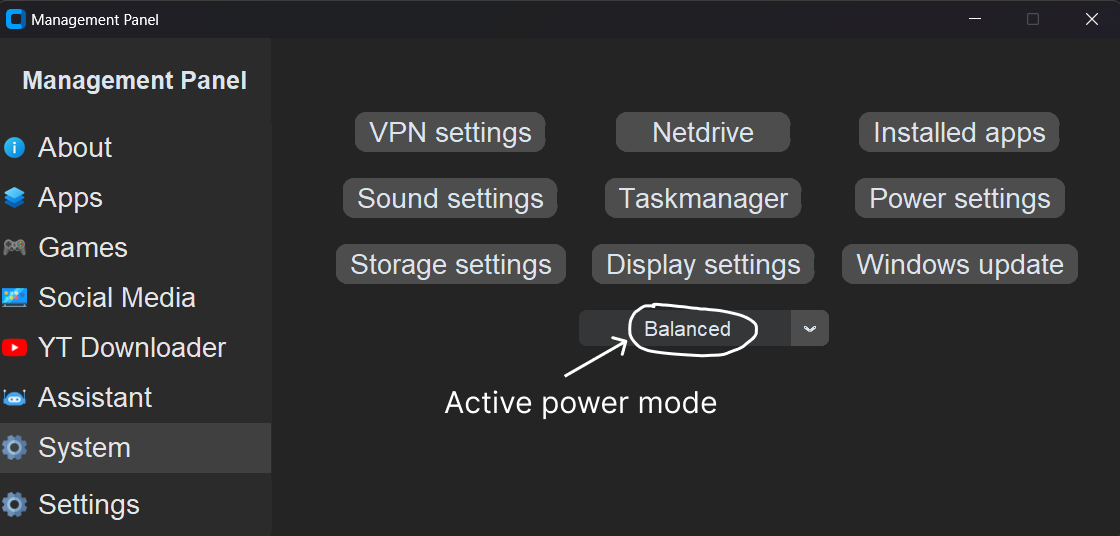 Management Panel
Management Panel
About
Apps
Games
Social Media
YT Downloader
Assistant
System
Settings
VPN settings
Netdrive
Installed apps
Sound settings
Taskmanager
Power settings
Storage settings
Display settings
Windows update
Balanced
Active power mode